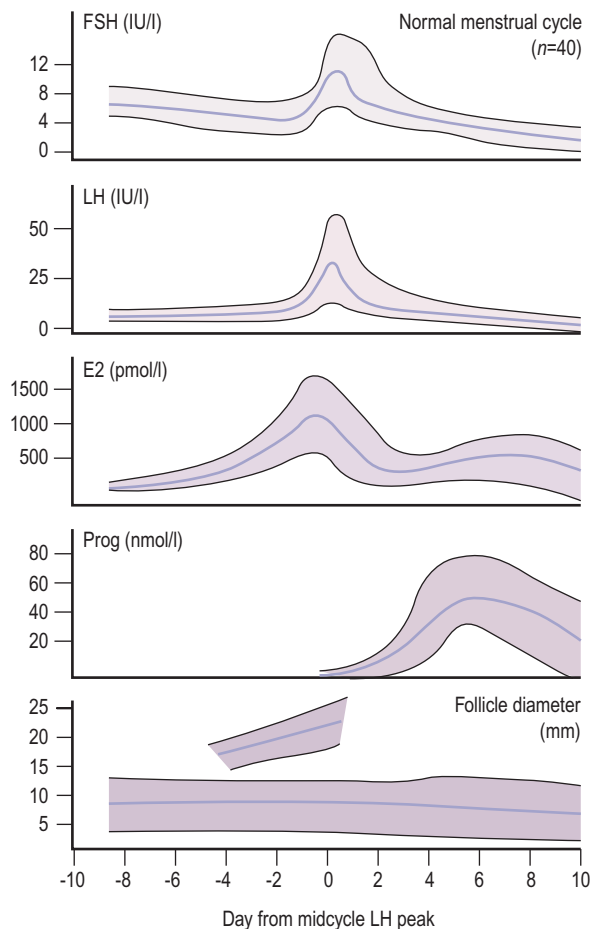 FSH (IU/l)
Normal menstrual cycle
(n=40)
12
8
4
0
LH (IU/l)
50
25
0
E2 (pmol/l)
1500
1000
500
Prog (nmol/l)
80
60
40
20
Follicle diameter
(mm)
25
20
15
10
5
-10 -8 -6 -4 -2 0 2 4 6 8 10
Day from midcycle LH peak